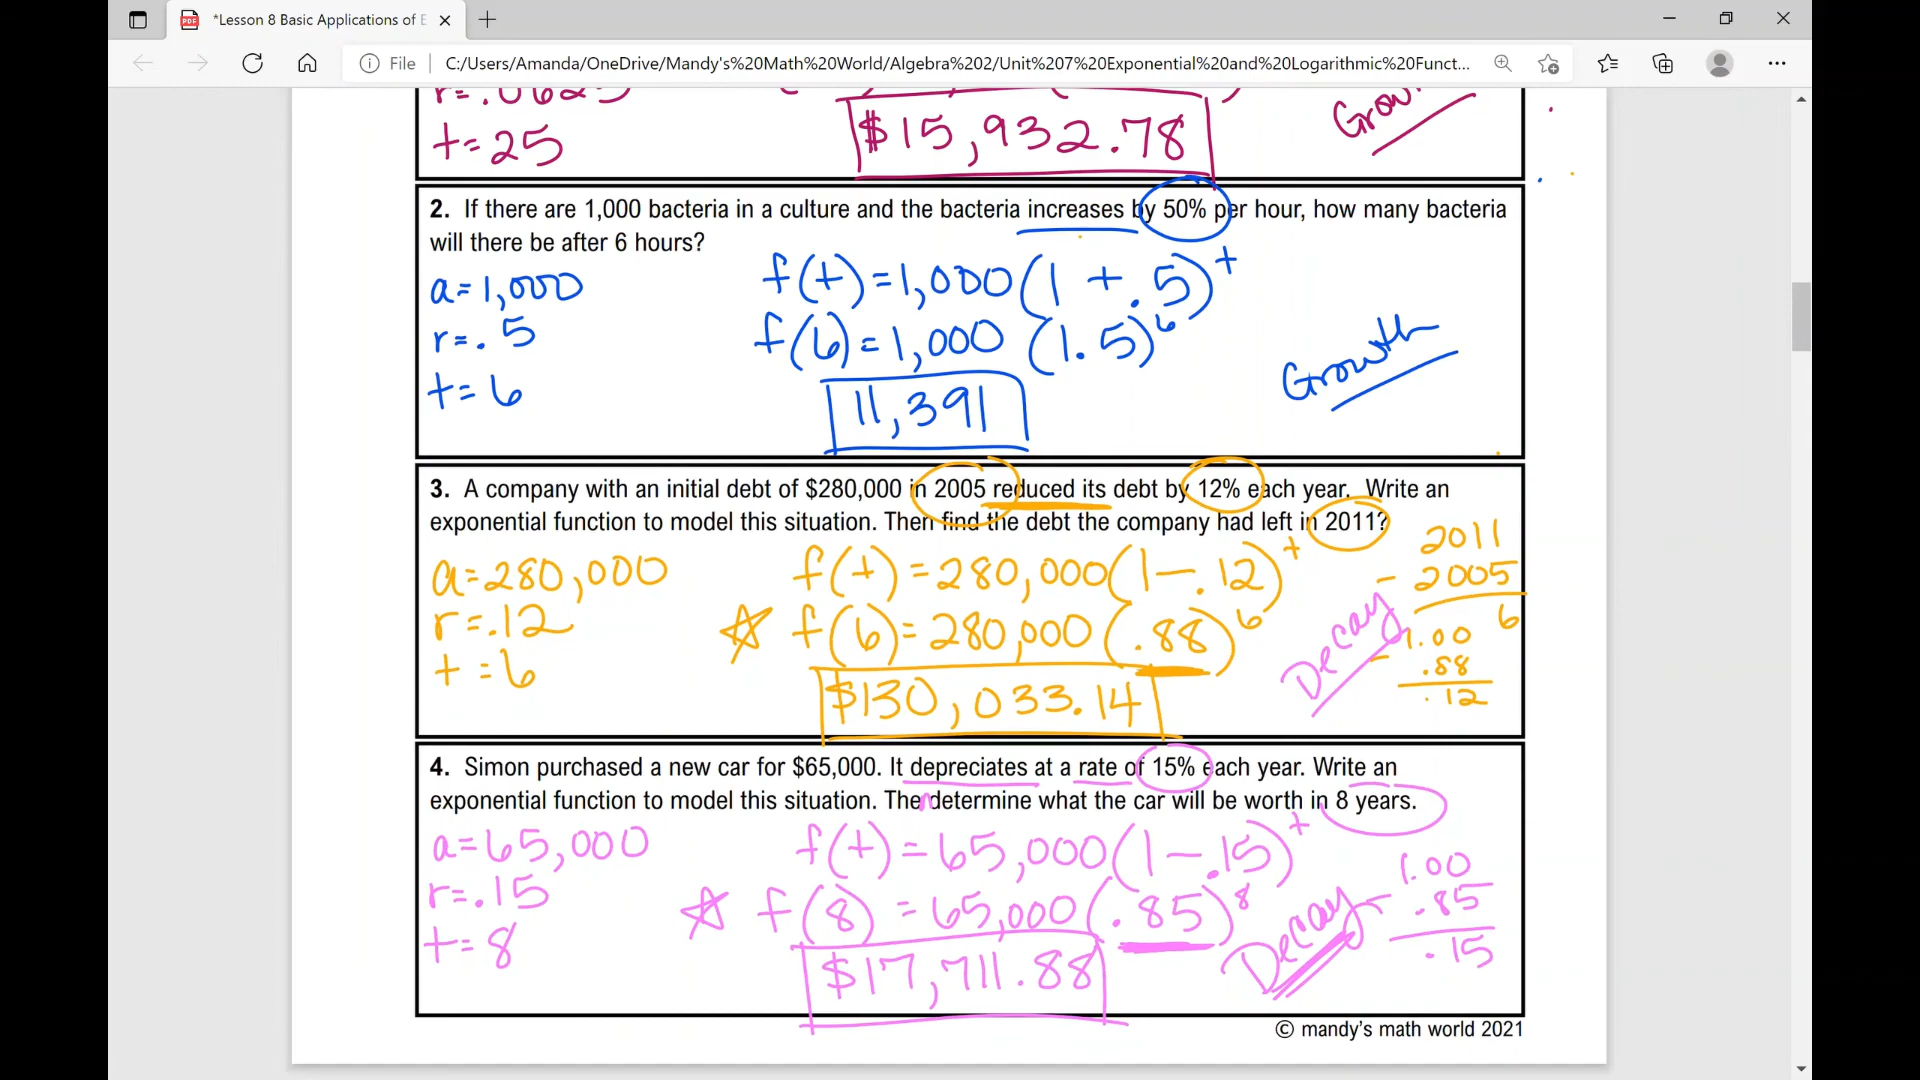 *Lesson 8 Basic Applications of E
File C:/Users/Amanda/OneDrive/Mandy's%20Math%20World/Algebra%202/Unit%207%20Exponential%20and%20Logarithmic%20Funct...
r=.0625
t=25
$15,932.78
Growth
2. If there are 1,000 bacteria in a culture and the bacteria increases by 50% per hour, how many bacteria
will there be after 6 hours?
a=1,000
r=.5
t=6
f(t)=1,000(1+.5)^t
f(6)=1,000(1.5)^6
11,391
Growth
3. A company with an initial debt of $280,000 in 2005 reduced its debt by 12% each year. Write an
exponential function to model this situation. Then find the debt the company had left in 2011?
a=280,000
r=.12
t=6
f(t)=280,000(1-.12)^t
f(6)=280,000(.88)^6
$130,033.14
Decay
2011
- 2005
6
1.00
- .88
.12
4. Simon purchased a new car for $65,000. It depreciates at a rate of 15% each year. Write an
exponential function to model this situation. Then determine what the car will be worth in 8 years.
a=65,000
r=.15
t=8
f(t)=65,000(1-.15)^t
f(8)=65,000(.85)^8
$17,711.88
Decay
1.00
- .85
.15
© mandy's math world 2021